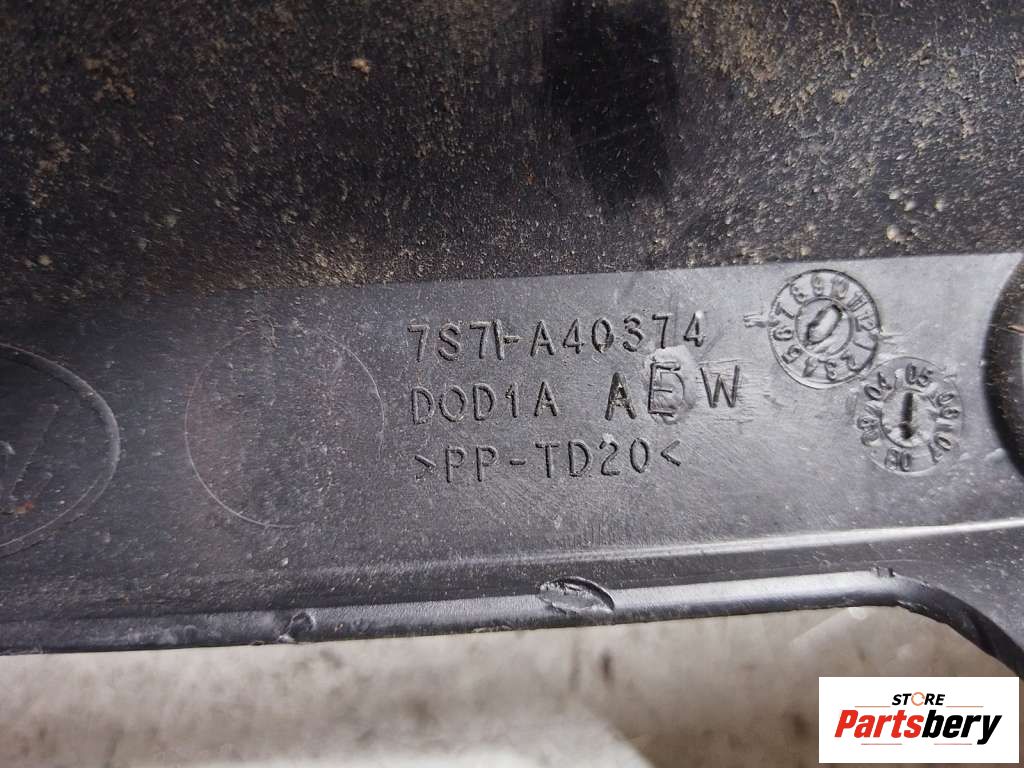 7S71-A40374
DOD1A AEW
>PP-TD20<
STORE
Partsbery